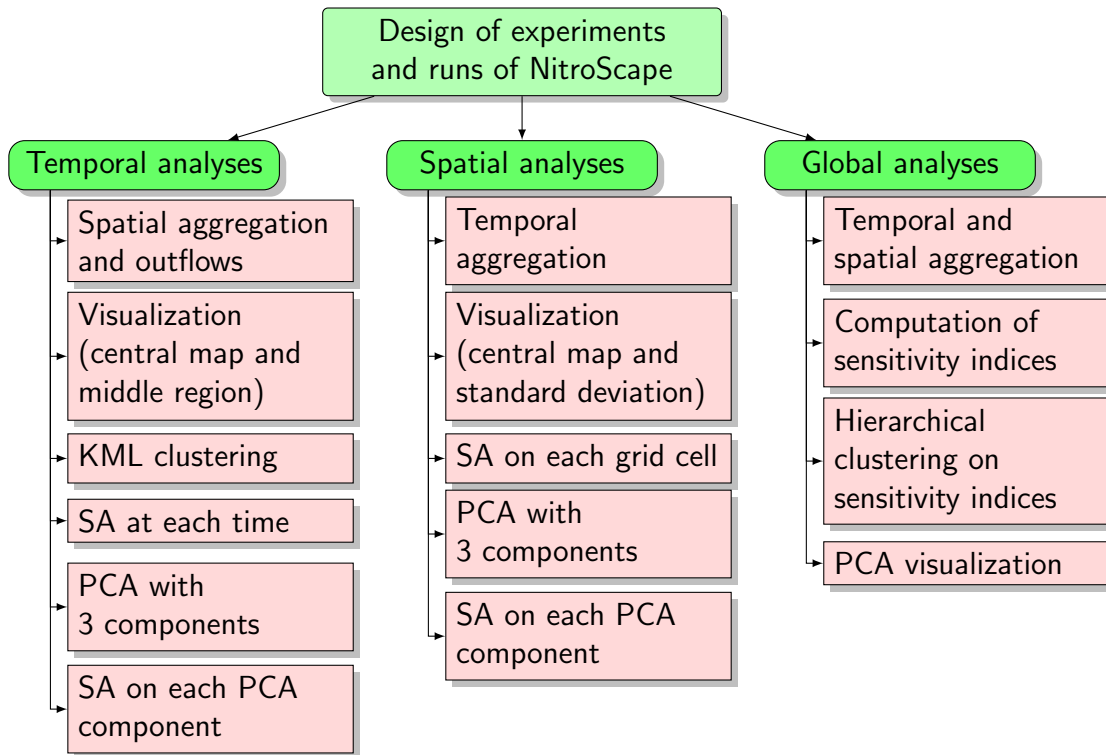 Design of experiments
and runs of NitroScape
Temporal analyses
Spatial aggregation
and outflows
Visualization
(central map and
middle region)
KML clustering
SA at each time
PCA with
3 components
SA on each PCA
component
Spatial analyses
Temporal
aggregation
Visualization
(central map and
standard deviation)
SA on each grid cell
PCA with
3 components
SA on each PCA
component
Global analyses
Temporal and
spatial aggregation
Computation of
sensitivity indices
Hierarchical
clustering on
sensitivity indices
PCA visualization